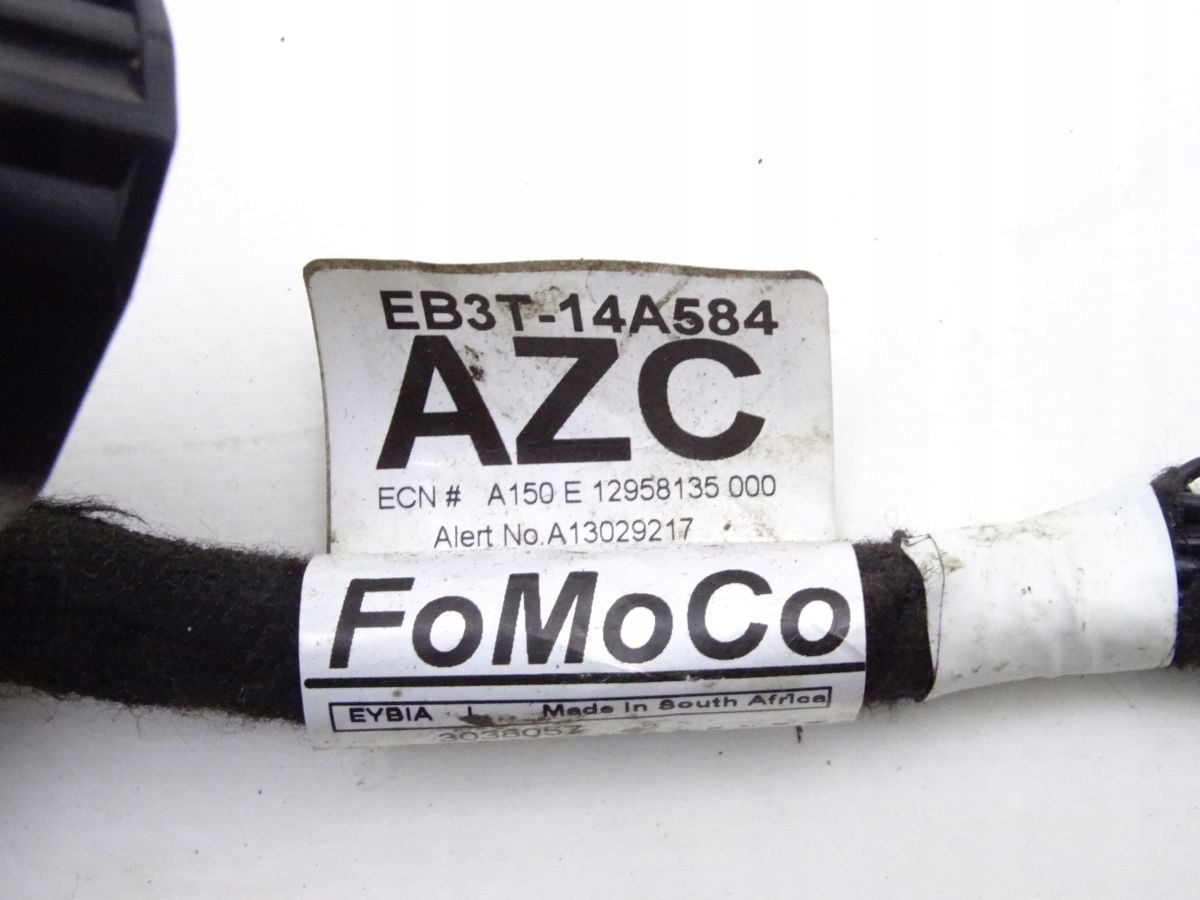 EB3T-14A584
AZC
ECN # A150 E 12958135 000
Alert No.A13029217
FoMoCo
EYBIA Made In South Africa